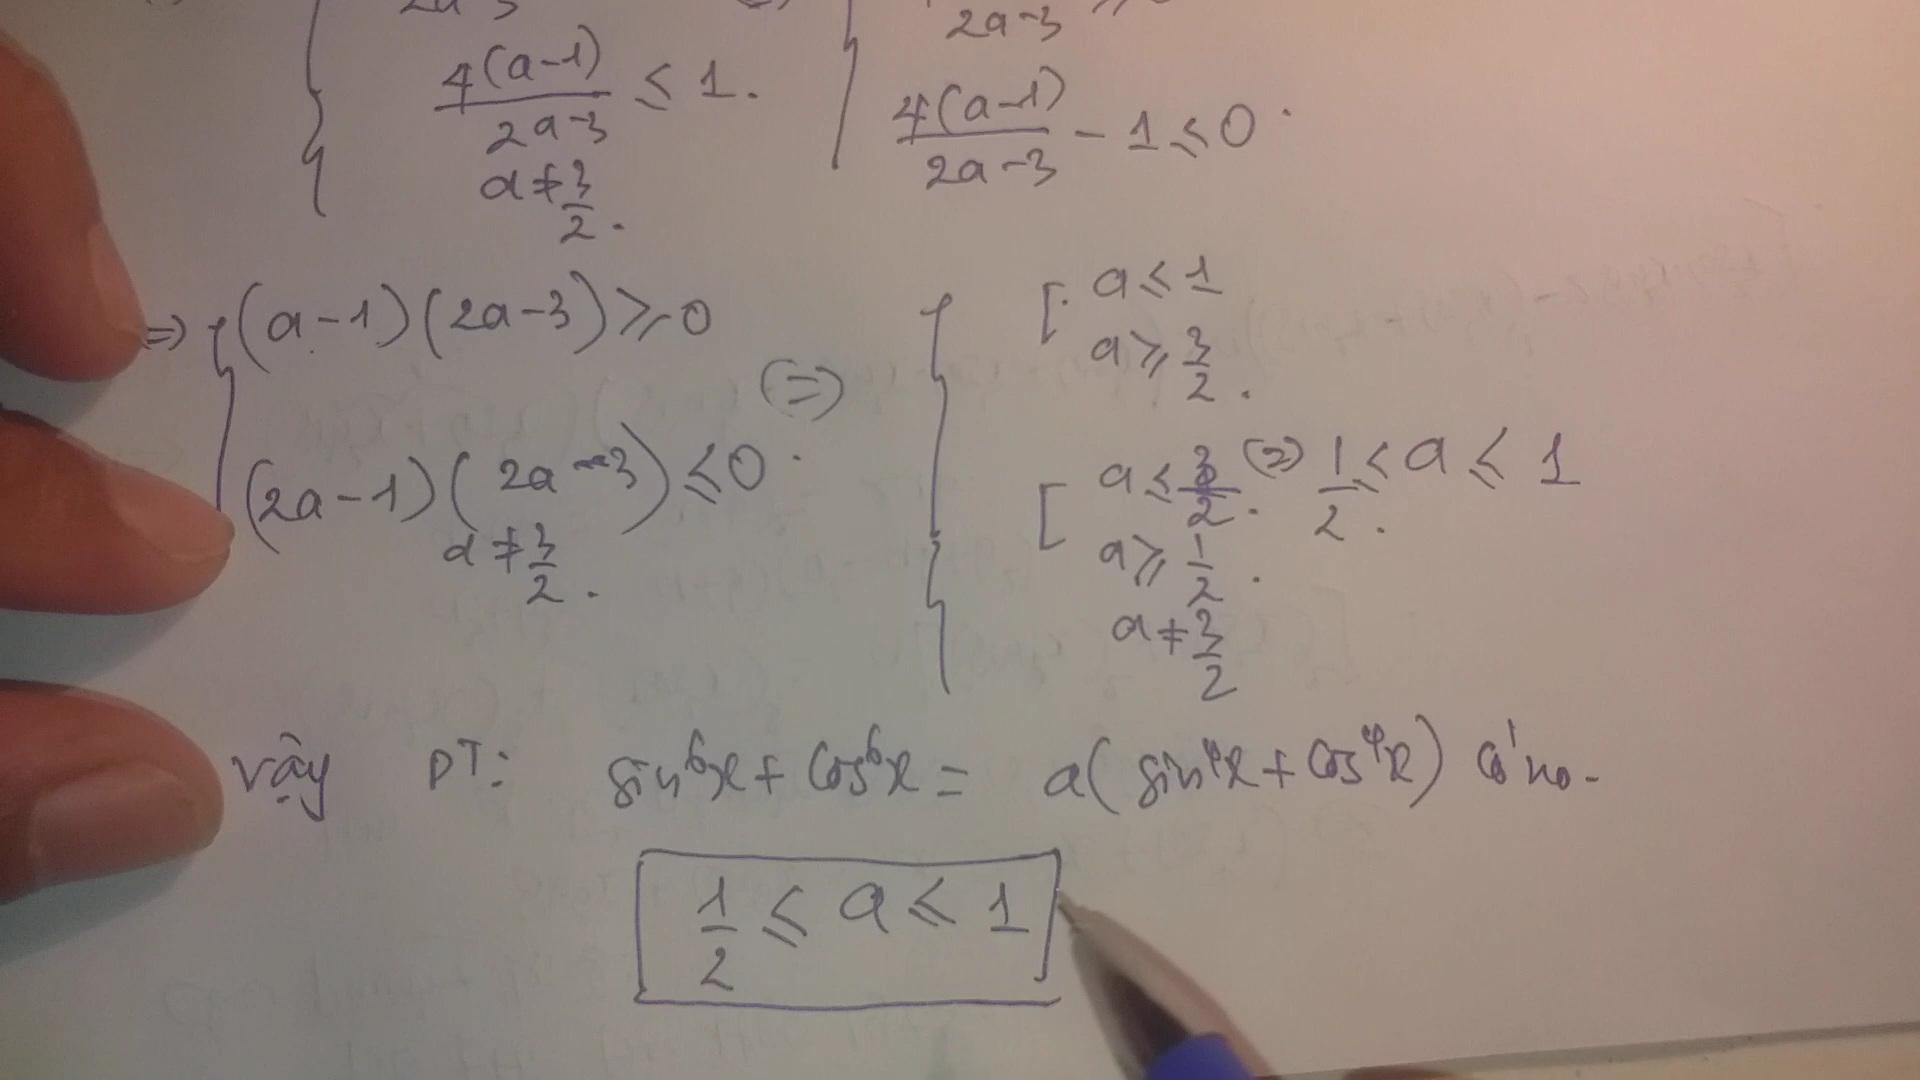 2a-3
4(a-1)/(2a-3) ≤ 1.
a ≠ 3/2.
4(a-1)/(2a-3) - 1 ≤ 0.
=> { (a-1)(2a-3) ≥ 0
(2a-1)(2a-3) ≤ 0.
a ≠ 3/2.
(=)
{ [ a ≤ 1
a ≥ 3/2.
[ a ≤ 3/2. (=) 1/2 ≤ a ≤ 1
a ≥ 1/2.
a ≠ 3/2
vậy PT: sin⁶x + cos⁶x = a(sin⁴x + cos⁴x) có no-
1/2 ≤ a ≤ 1